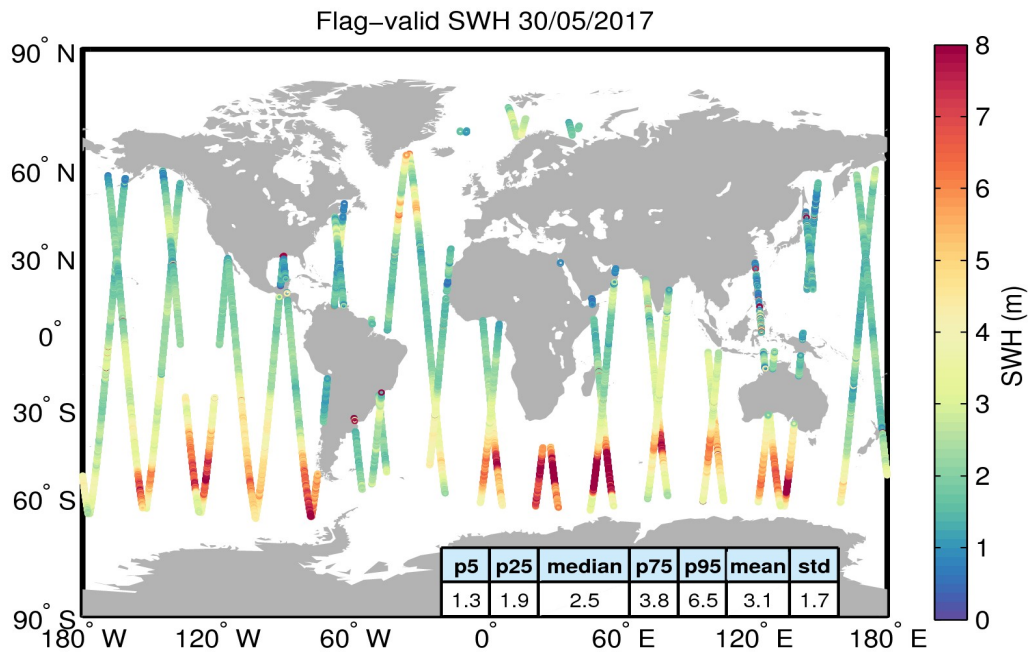 Flag−valid SWH 30/05/2017
90° N
60° N
30° N
0°
30° S
60° S
90° S
180° W
120° W
60° W
0°
60° E
120° E
180° E
8
7
6
5
4
3
2
1
0
SWH (m)
p5 p25 median p75 p95 mean std
1.3 1.9 2.5 3.8 6.5 3.1 1.7